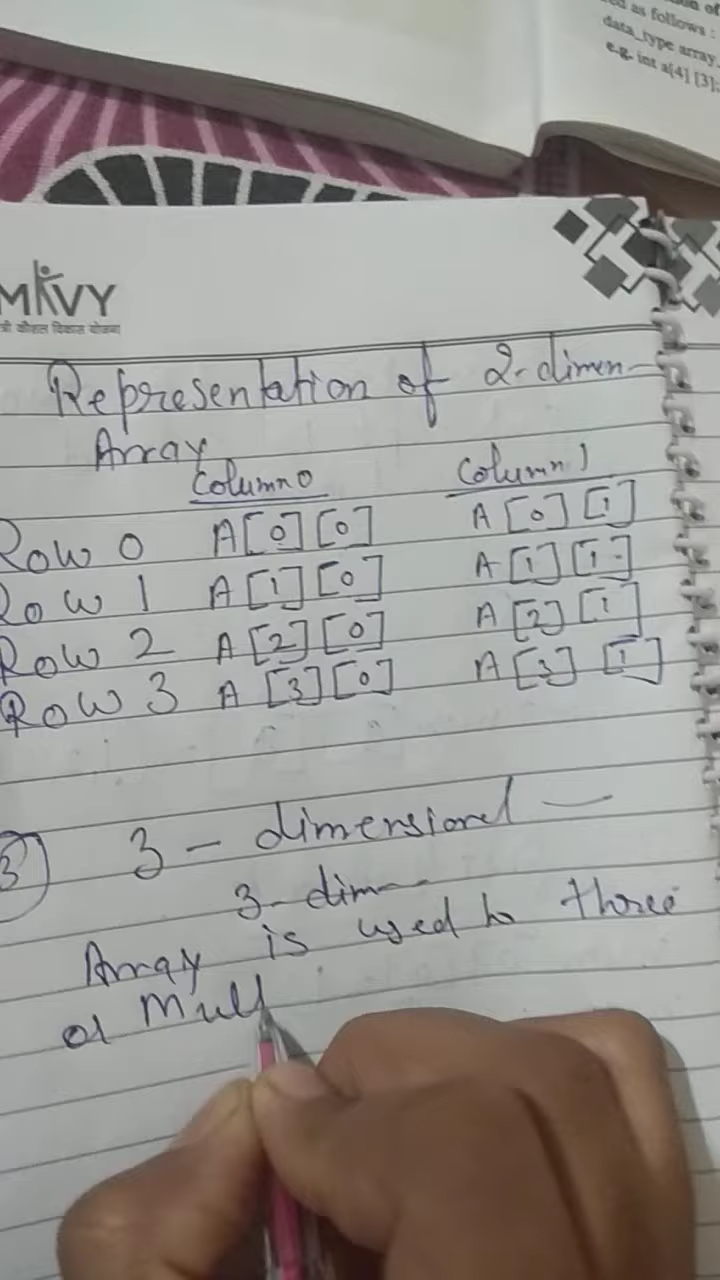 as follows :
data_type array
e.g. int a[4] [3];
MKVY
त्री कौशल विकास योजना
Representation of 2-dimen-
Array
Column 0 Column 1
Row 0 A[0][0] A[0][1]
Row 1 A[1][0] A[1][1]
Row 2 A[2][0] A[2][1]
Row 3 A[3][0] A[3][1]
3 3 - dimensional —
3-dim—
Array is used to three
or Mul